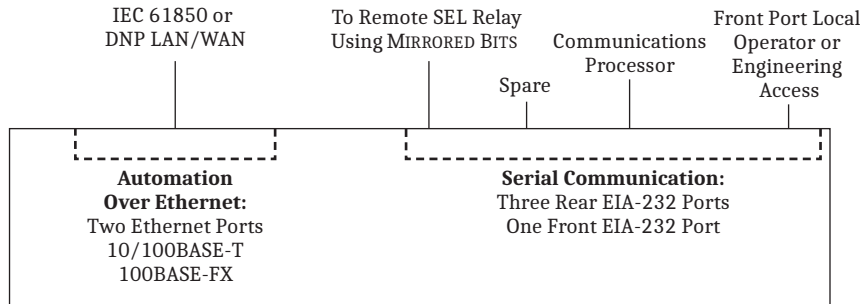 IEC 61850 or
DNP LAN/WAN
To Remote SEL Relay
Using MIRRORED BITS
Spare
Communications
Processor
Front Port Local
Operator or
Engineering
Access
Automation
Over Ethernet:
Two Ethernet Ports
10/100BASE-T
100BASE-FX
Serial Communication:
Three Rear EIA-232 Ports
One Front EIA-232 Port